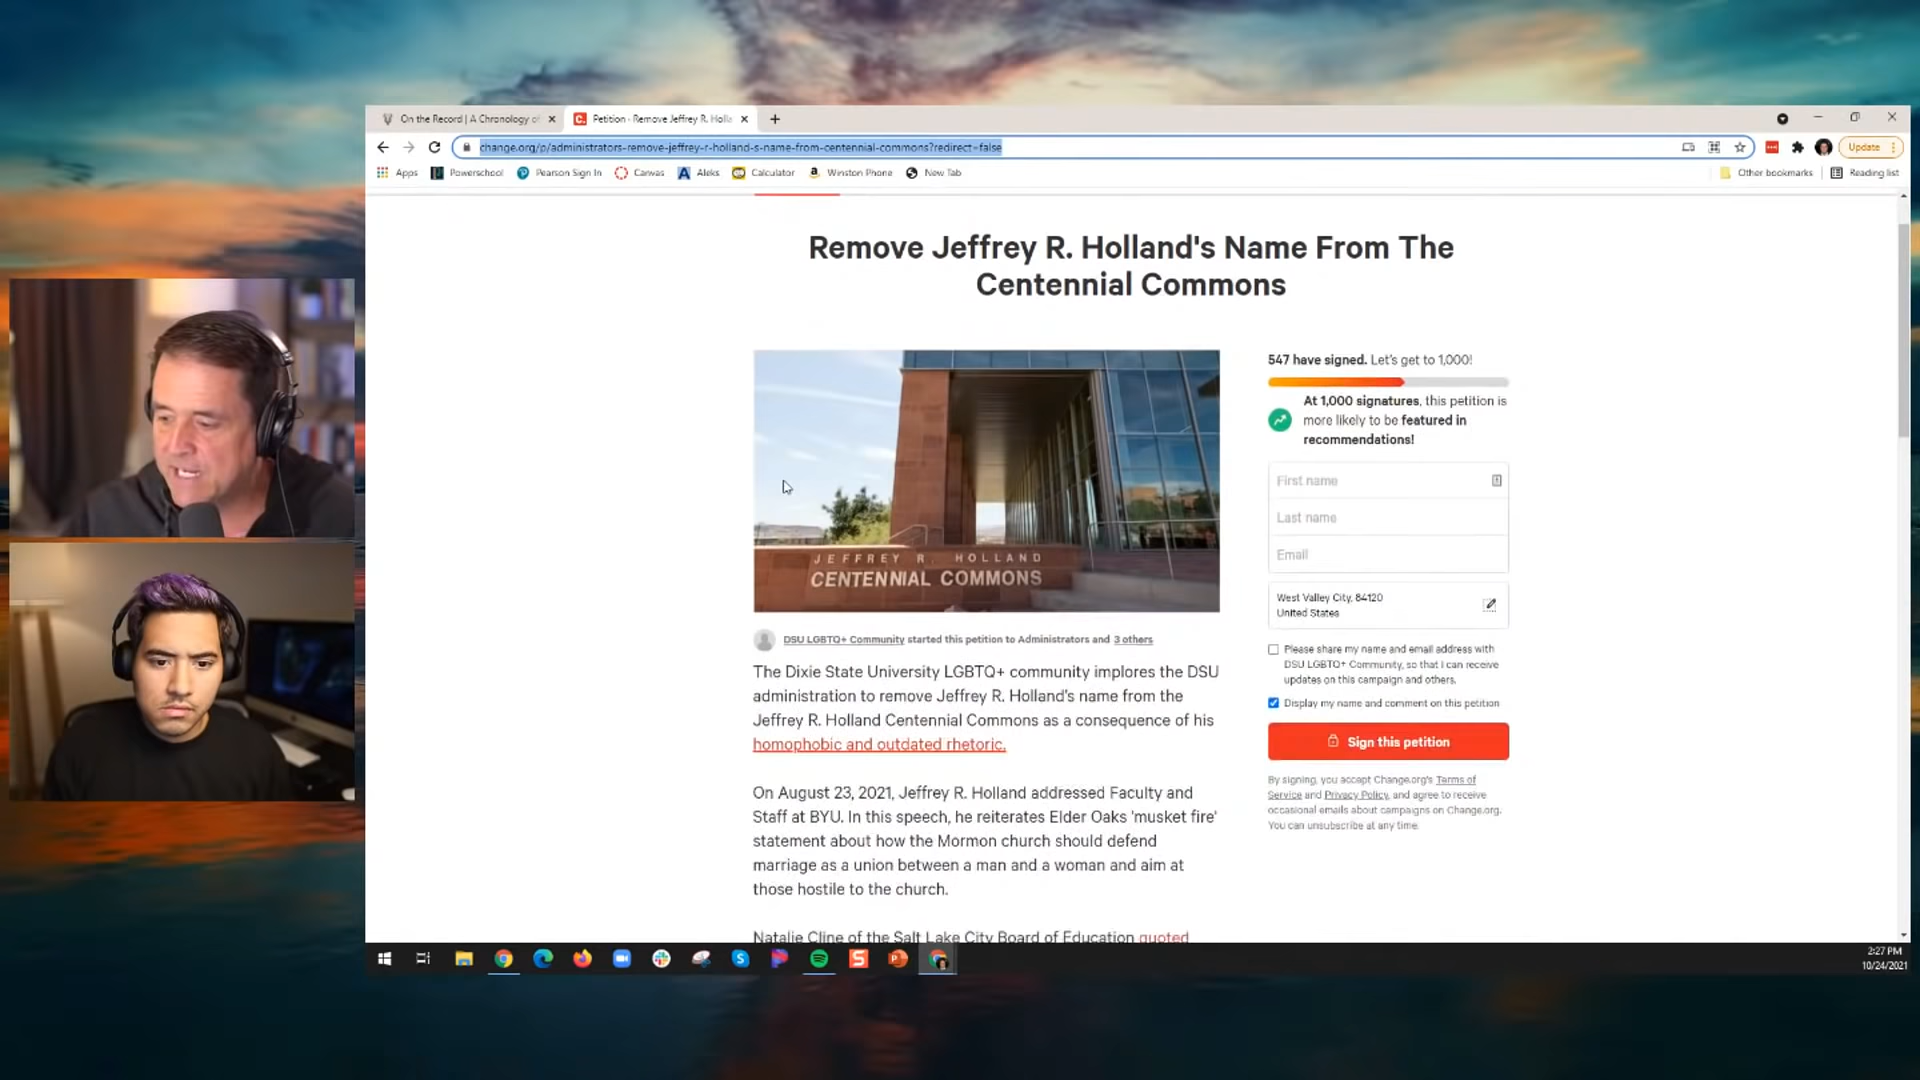 On the Record | A Chronology of
Petition · Remove Jeffrey R. Holla
change.org/p/administrators-remove-jeffrey-r-holland-s-name-from-centennial-commons?redirect=false
Update
Apps
Powerschool
Pearson Sign In
Canvas
Aleks
Calculator
Winston Phone
New Tab
Other bookmarks
Reading list
Remove Jeffrey R. Holland's Name From The
Centennial Commons
JEFFREY R. HOLLAND
CENTENNIAL COMMONS
DSU LGBTQ+ Community started this petition to Administrators and 3 others
The Dixie State University LGBTQ+ community implores the DSU
administration to remove Jeffrey R. Holland's name from the
Jeffrey R. Holland Centennial Commons as a consequence of his
homophobic and outdated rhetoric.
On August 23, 2021, Jeffrey R. Holland addressed Faculty and
Staff at BYU. In this speech, he reiterates Elder Oaks 'musket fire'
statement about how the Mormon church should defend
marriage as a union between a man and a woman and aim at
those hostile to the church.
Natalie Cline of the Salt Lake City Board of Education quoted
547 have signed. Let's get to 1,000!
At 1,000 signatures, this petition is
more likely to be featured in
recommendations!
First name
Last name
Email
West Valley City, 84120
United States
Please share my name and email address with
DSU LGBTQ+ Community, so that I can receive
updates on this campaign and others.
Display my name and comment on this petition
Sign this petition
By signing, you accept Change.org's Terms of
Service and Privacy Policy, and agree to receive
occasional emails about campaigns on Change.org.
You can unsubscribe at any time.
2:27 PM
10/24/2021